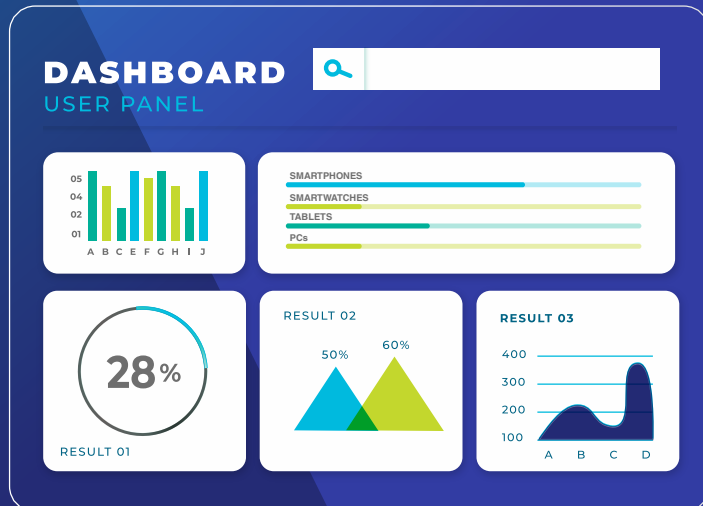 DASHBOARD
USER PANEL
05
04
02
01
A B C E F G H I J
SMARTPHONES
SMARTWATCHES
TABLETS
PCs
28%
RESULT 01
RESULT 02
50%
60%
RESULT 03
400
300
200
100
A B C D